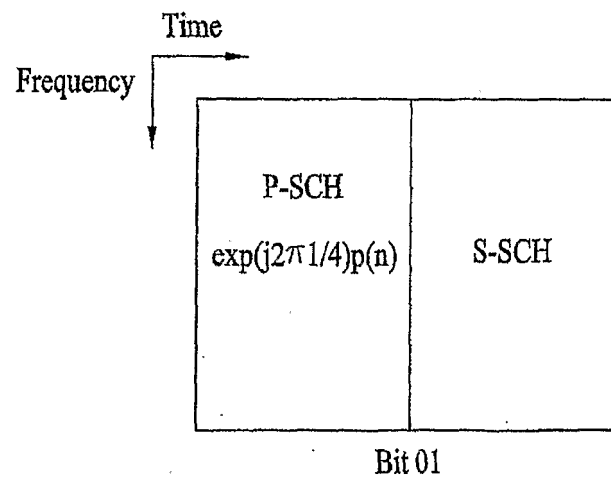 Time
Frequency
P-SCH
exp(j2π1/4)p(n)
S-SCH
Bit 01